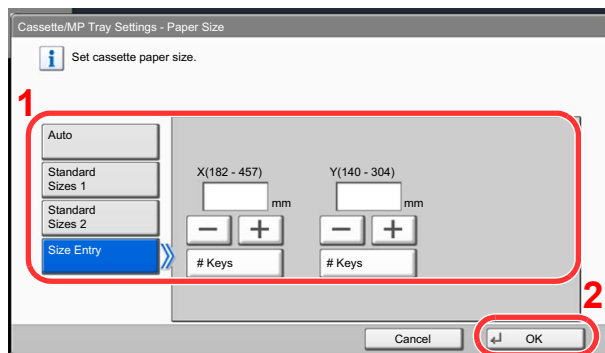 Cassette/MP Tray Settings - Paper Size
i Set cassette paper size.
1
Auto
Standard
Sizes 1
Standard
Sizes 2
Size Entry
X(182 - 457)
mm
# Keys
Y(140 - 304)
mm
# Keys
2
Cancel
OK